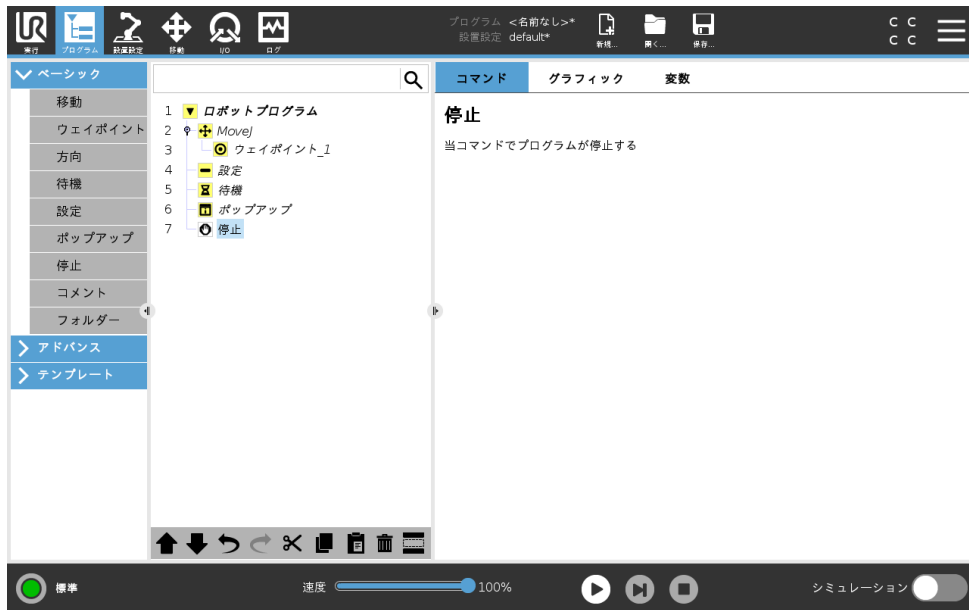 UR
実行
プログラム
設置設定
移動
I/O
ログ
プログラム <名前なし>*
設置設定 default*
新規...
開く...
保存...
C C
C C
ベーシック
移動
ウェイポイント
方向
待機
設定
ポップアップ
停止
コメント
フォルダー
アドバンス
テンプレート
1 ロボットプログラム
2 MoveJ
3 ウェイポイント_1
4 設定
5 待機
6 ポップアップ
7 停止
コマンド グラフィック 変数
停止
当コマンドでプログラムが停止する
標準
速度 100%
シミュレーション